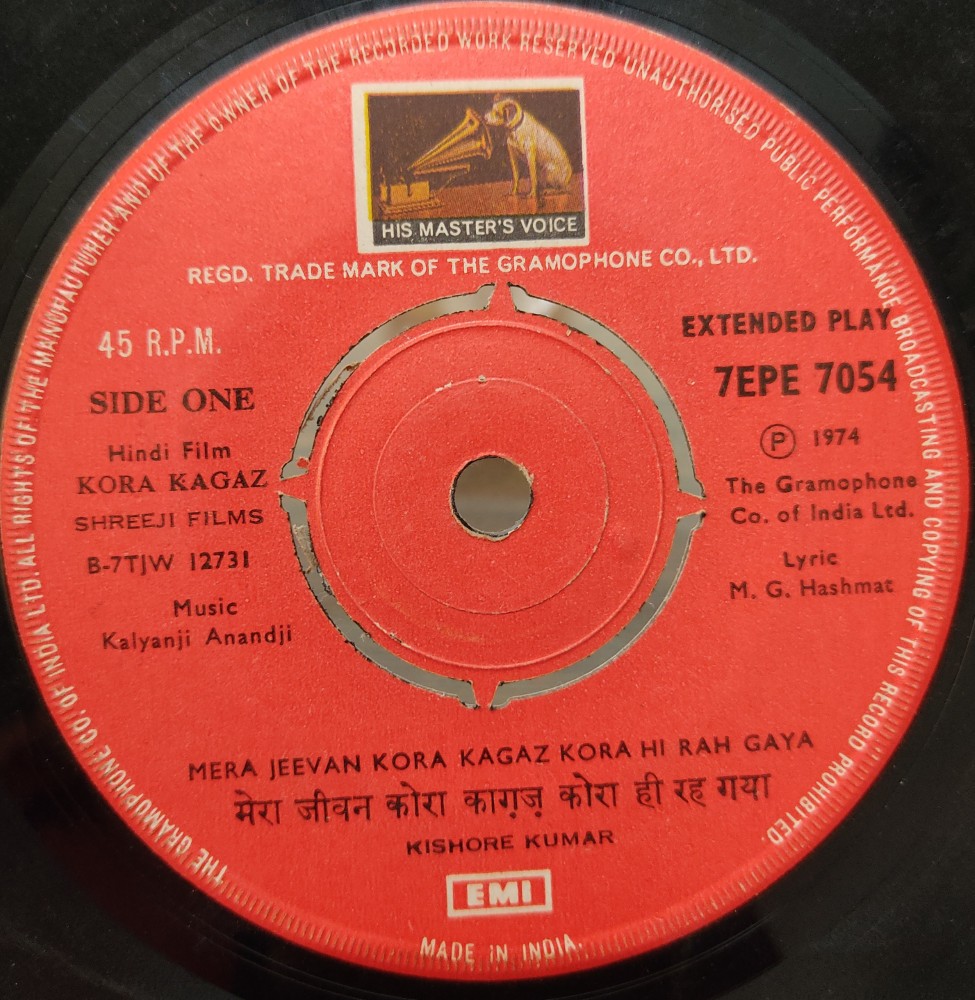 THE GRAMOPHONE CO. OF INDIA LTD. ALL RIGHTS OF THE MANUFACTURER AND OF THE OWNER OF THE RECORDED WORK RESERVED UNAUTHORISED PUBLIC PERFORMANCE BROADCASTING AND COPYING OF THIS RECORD PROHIBITED.
HIS MASTER'S VOICE
REGD. TRADE MARK OF THE GRAMOPHONE CO., LTD.
45 R.P.M.
SIDE ONE
Hindi Film
KORA KAGAZ
SHREEJI FILMS
B-7TJW 12731
Music
Kalyanji Anandji
EXTENDED PLAY
7EPE 7054
Ⓟ 1974
The Gramophone
Co. of India Ltd.
Lyric
M. G. Hashmat
MERA JEEVAN KORA KAGAZ KORA HI RAH GAYA
मेरा जीवन कोरा काग़ज़ कोरा ही रह गया
KISHORE KUMAR
EMI
MADE IN INDIA.